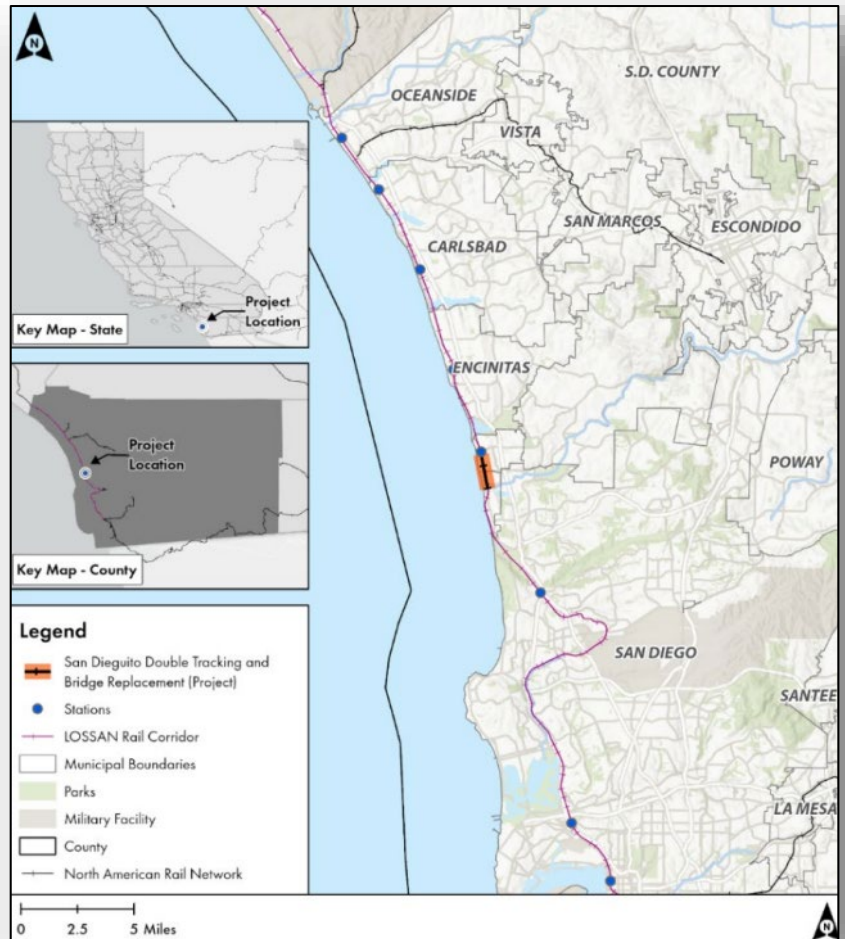 N
S.D. COUNTY
OCEANSIDE
VISTA
SAN MARCOS
ESCONDIDO
CARLSBAD
ENCINITAS
POWAY
SAN DIEGO
SANTEE
LA MESA
Project
Location
Key Map - State
Project
Location
Key Map - County
Legend
San Dieguito Double Tracking and
Bridge Replacement (Project)
Stations
LOSSAN Rail Corridor
Municipal Boundaries
Parks
Military Facility
County
North American Rail Network
0 2.5 5 Miles
N